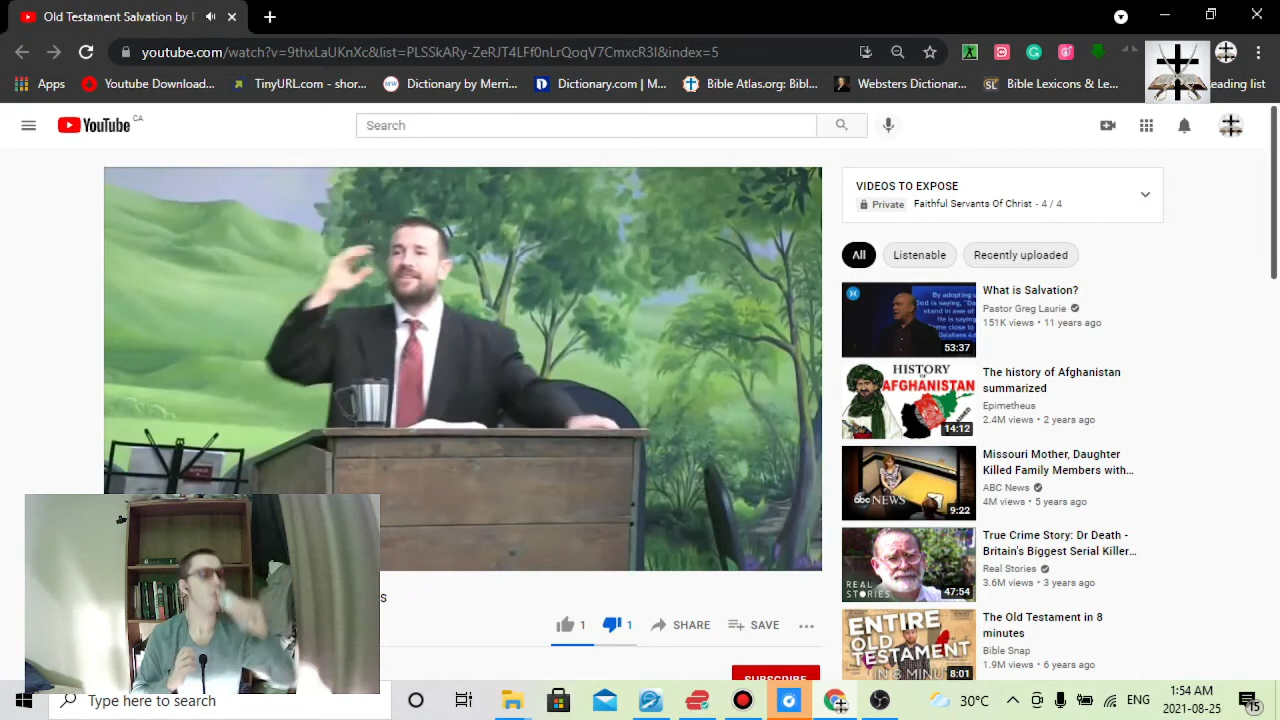 Old Testament Salvation by
youtube.com/watch?v=9thxLaUKnXc&list=PLSSkARy-ZeRJT4LFf0nLrQoqV7CmxcR3I&index=5
Apps
Youtube Download...
TinyURL.com - shor...
MW
Diction
D
Dictionary.com | M...
BibleHub.org: Bibl...
Websters Dictionar...
SL
Bible Lexicons & Le...
eading list
YouTube CA
Search
VIDEOS TO EXPOSE
Private Faithful Servants Of Christ - 4 / 4
All
Listenable
Recently uploaded
What is Salvation?
Pastor Greg Laurie
151K views • 11 years ago
53:37
HISTORY
OF
AFGHANISTAN
14:12
The history of Afghanistan
summarized
Epimetheus
2.4M views • 2 years ago
abc NEWS
9:22
Missouri Mother, Daughter
Killed Family Members with...
ABC News
4M views • 5 years ago
REAL
STORIES
47:54
True Crime Story: Dr Death -
Britain's Biggest Serial Killer...
Real Stories
3.6M views • 3 years ago
ENTIRE
OLD
TESTAMENT
IN 8 MINUTES
8:01
The Old Testament in 8
minutes
Bible Snap
1.9M views • 6 years ago
s
1
1
SHARE
SAVE
SUBSCRIBE
Type here to search
30°C
ENG
1:54 AM
2021-08-25
15